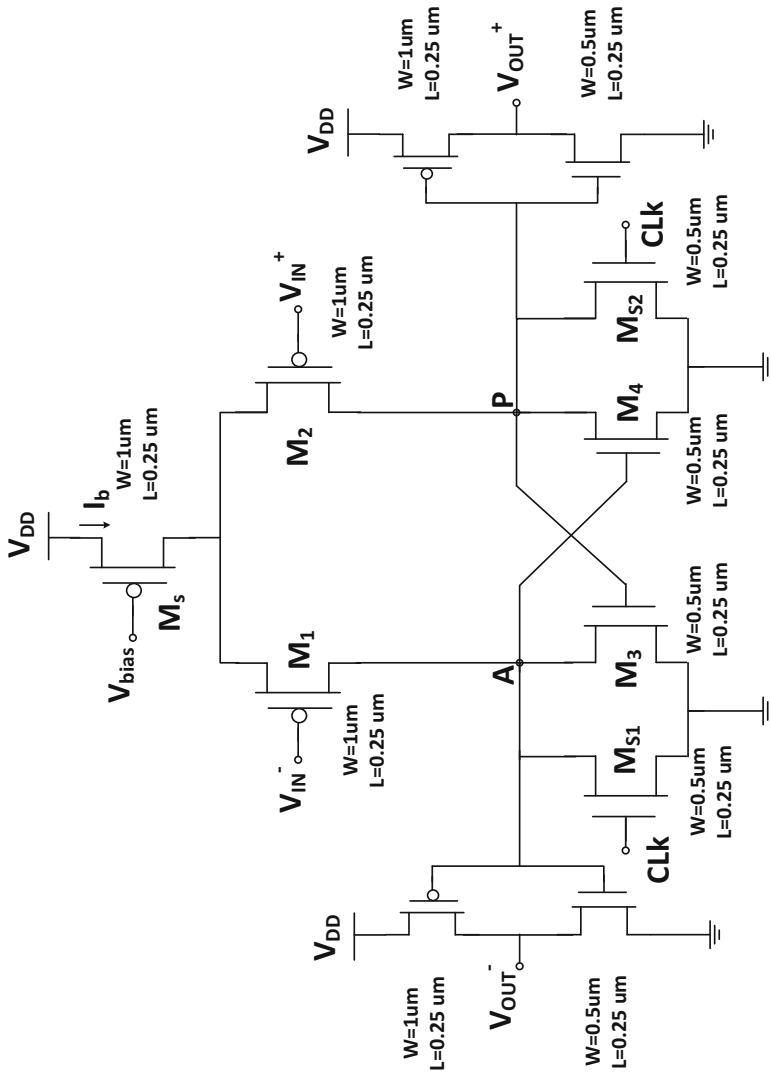 V_DD
I_b
W=1um
L=0.25 um
V_bias
M_s
V_IN^-
W=1um
L=0.25 um
M_1
M_2
V_IN^+
W=1um
L=0.25 um
V_DD
W=1um
L=0.25 um
V_OUT^-
W=0.5um
L=0.25 um
V_DD
W=1um
L=0.25 um
V_OUT^+
W=0.5um
L=0.25 um
A
P
CLk
M_S1
W=0.5um
L=0.25 um
M_3
W=0.5um
L=0.25 um
M_4
W=0.5um
L=0.25 um
M_S2
CLk
W=0.5um
L=0.25 um